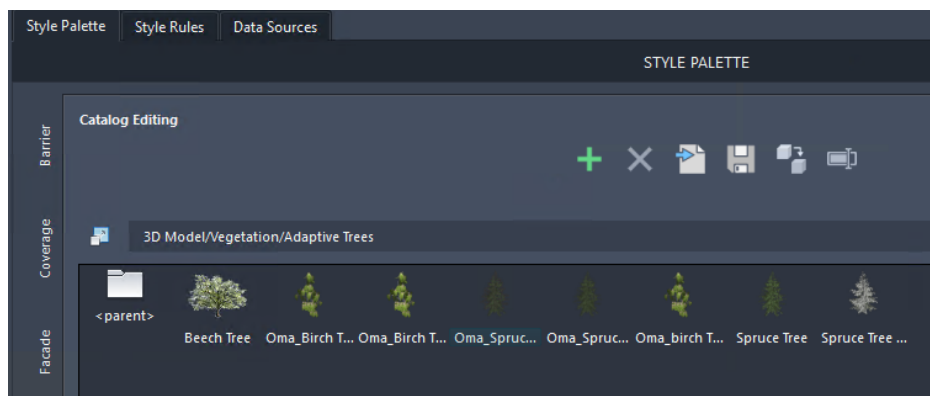 Style Palette Style Rules Data Sources
STYLE PALETTE
Catalog Editing
Barrier
Coverage
Facade
3D Model/Vegetation/Adaptive Trees
<parent>
Beech Tree Oma_Birch T... Oma_Birch T... Oma_Spruc... Oma_Spruc... Oma_birch T... Spruce Tree Spruce Tree ...